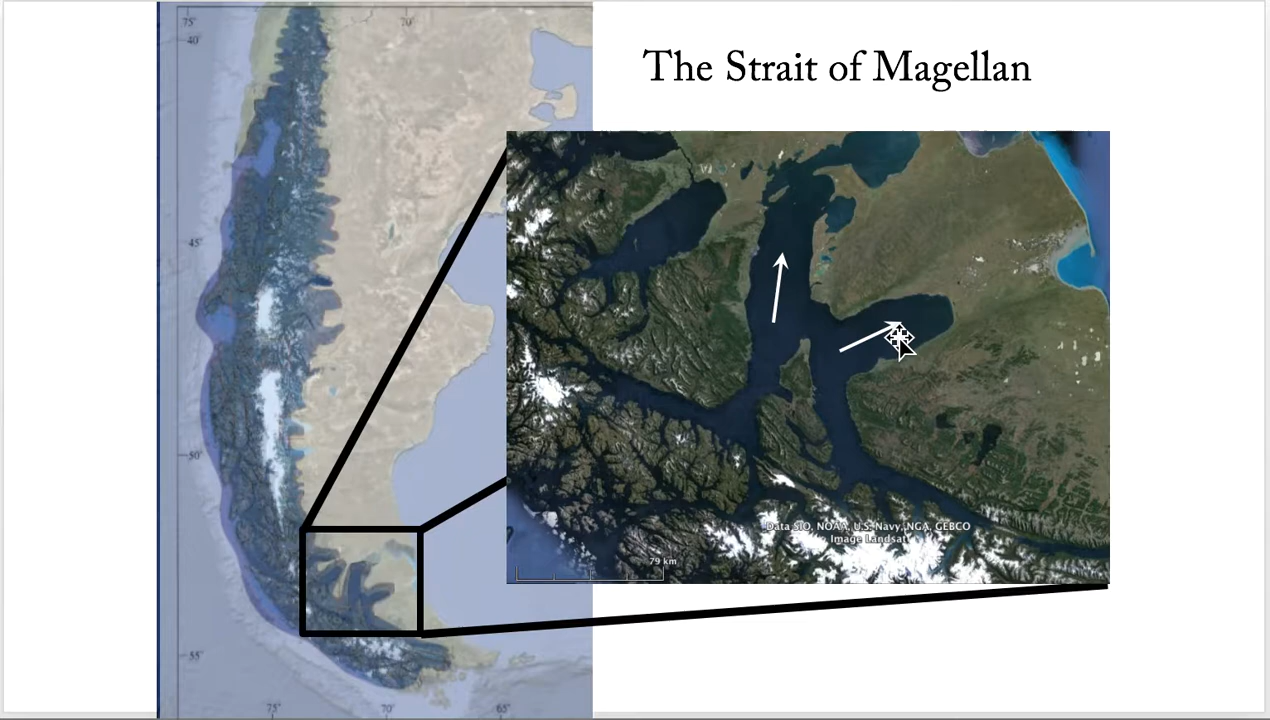 The Strait of Magellan
75°
70°
40°
45°
50°
55°
75°
70°
65°
Data SIO, NOAA, U.S. Navy, NGA, GEBCO
Image Landsat
79 km